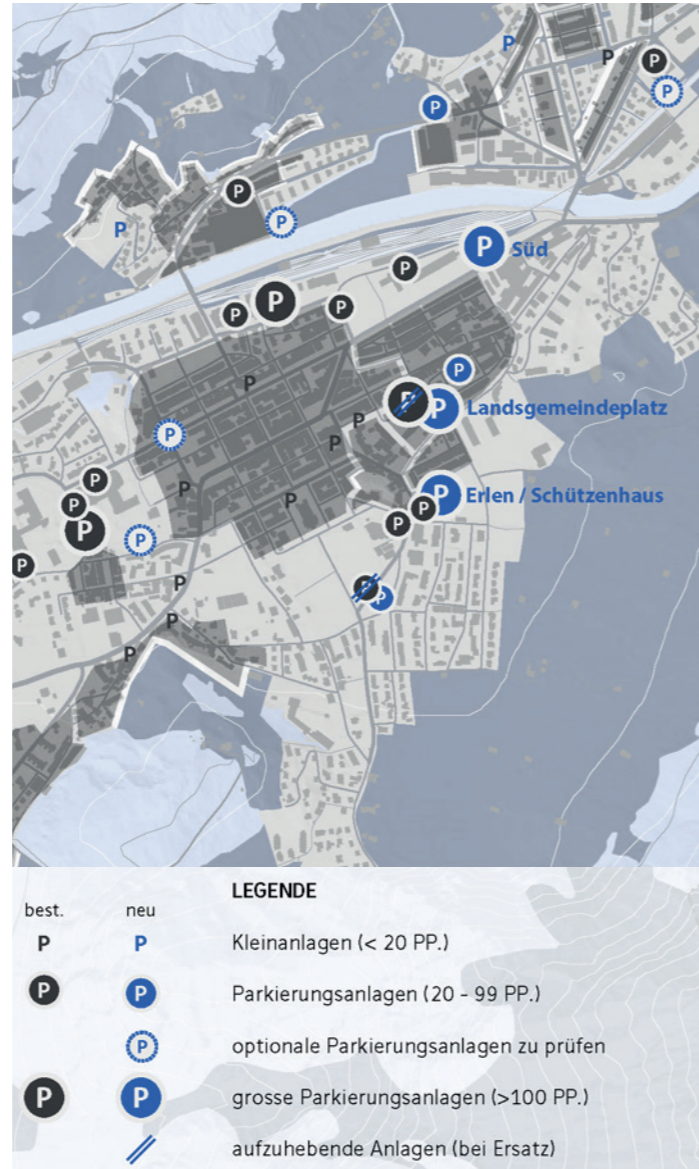 P
P
P
P
P
P
P
P
P
P Süd
P
P
P
P
P
P
P
P Landsgemeindeplatz
P
P
P
P
P
P
P
P Erlen / Schützenhaus
P
P
P
P
P
P
P
P
P
P
LEGENDE
best. neu
P P Kleinanlagen (< 20 PP.)
P P Parkierungsanlagen (20 - 99 PP.)
P optionale Parkierungsanlagen zu prüfen
P P grosse Parkierungsanlagen (>100 PP.)
aufzuhebende Anlagen (bei Ersatz)